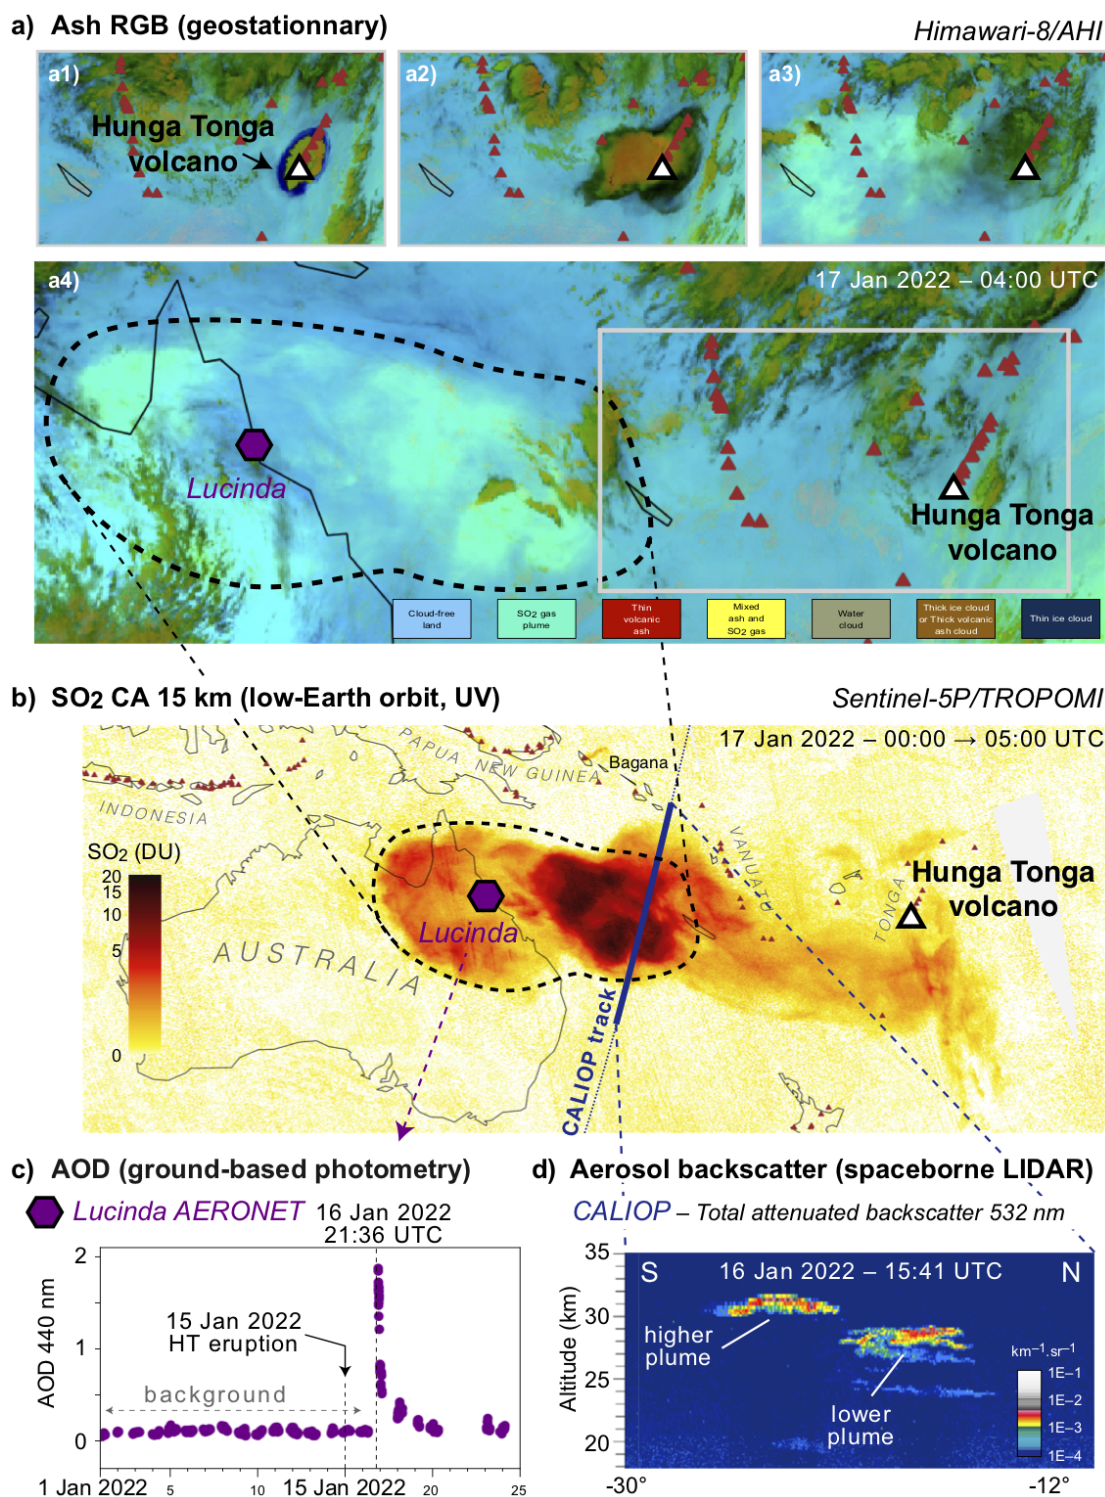 a) Ash RGB (geostationnary)
Himawari-8/AHI
a1)
Hunga Tonga
volcano
a2)
a3)
a4)
17 Jan 2022 – 04:00 UTC
Lucinda
Hunga Tonga
volcano
Cloud-free
land
SO2 gas
plume
Thin
volcanic
ash
Mixed
ash and
SO2 gas
Water
cloud
Thick ice cloud
or Thick volcanic
ash cloud
Thin ice cloud
b) SO2 CA 15 km (low-Earth orbit, UV)
Sentinel-5P/TROPOMI
17 Jan 2022 – 00:00 → 05:00 UTC
PAPUA NEW GUINEA
Bagana
INDONESIA
SO2 (DU)
20
15
10
5
0
VANUATU
TONGA
Hunga Tonga
volcano
Lucinda
AUSTRALIA
CALIOP track
c) AOD (ground-based photometry)
Lucinda AERONET
16 Jan 2022
21:36 UTC
AOD 440 nm
2
1
0
15 Jan 2022
HT eruption
background
1 Jan 2022
5
10
15 Jan 2022
20
25
d) Aerosol backscatter (spaceborne LIDAR)
CALIOP – Total attenuated backscatter 532 nm
Altitude (km)
35
30
25
20
S
16 Jan 2022 – 15:41 UTC
N
higher
plume
lower
plume
km−1.sr−1
1E−1
1E−2
1E−3
1E−4
-30°
-12°